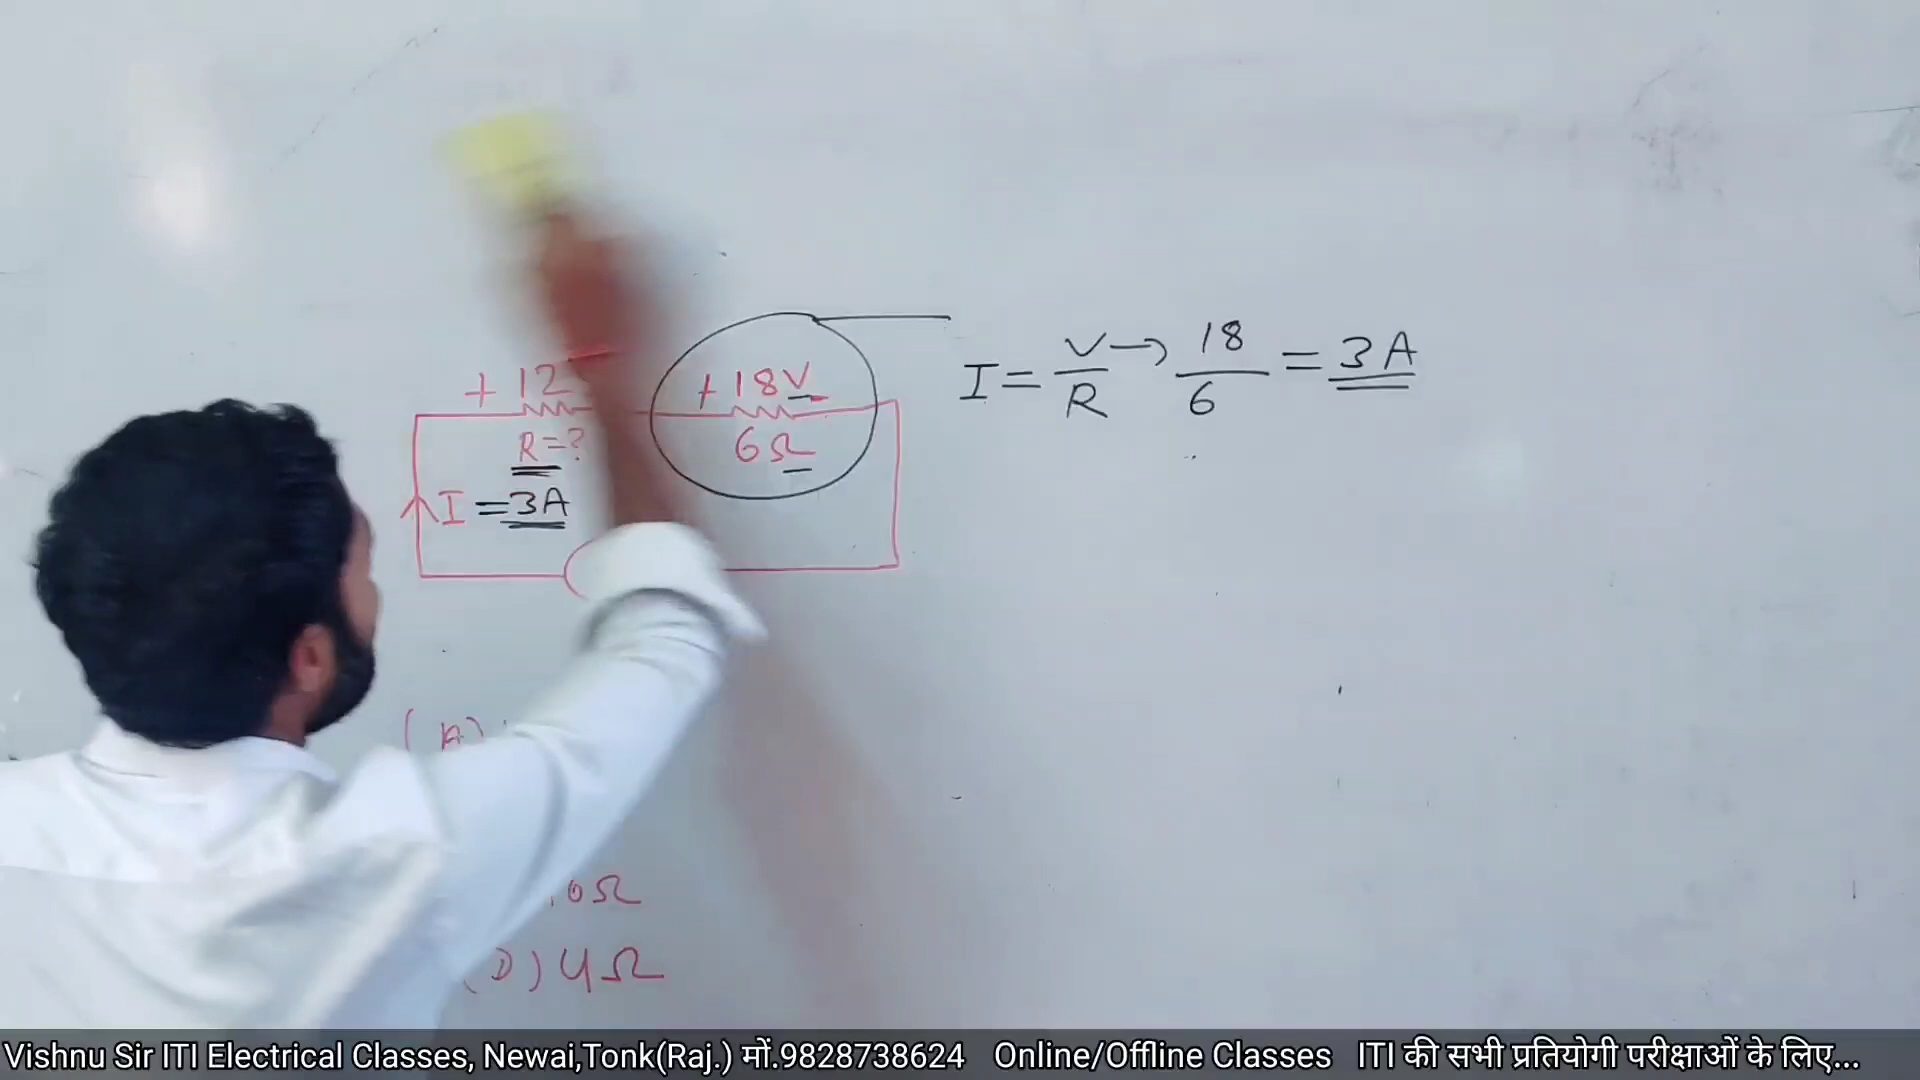 + 12 + 18V
R=? 6Ω
I = 3A
I = V/R → 18/6 = 3A
(A)
0Ω
(D) 4Ω
Vishnu Sir ITI Electrical Classes, Newai,Tonk(Raj.) मों.9828738624 Online/Offline Classes ITI की सभी प्रतियोगी परीक्षाओं के लिए...